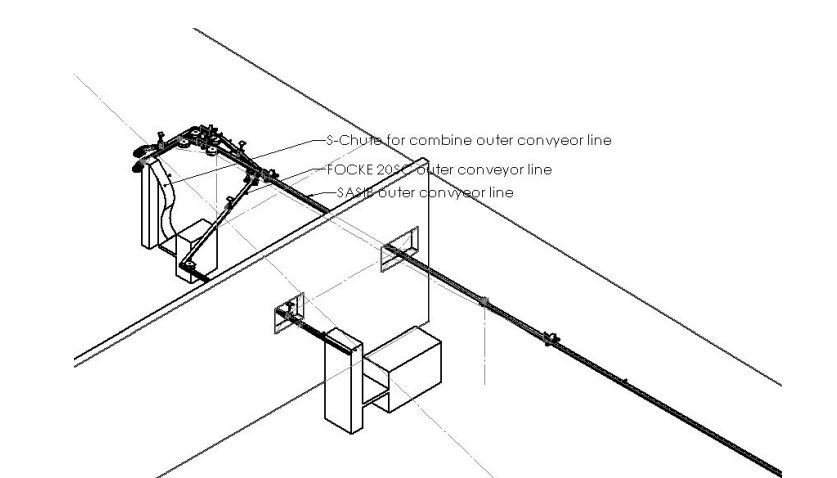 S-Chute for combine outer convyeor line
FOCKE 20SC outer conveyor line
SASIB outer convyeor line